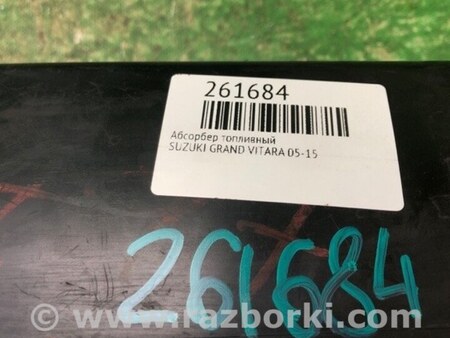 261684
Абсорбер топливный
SUZUKI GRAND VITARA 05-15
261684
© www.razborki.com